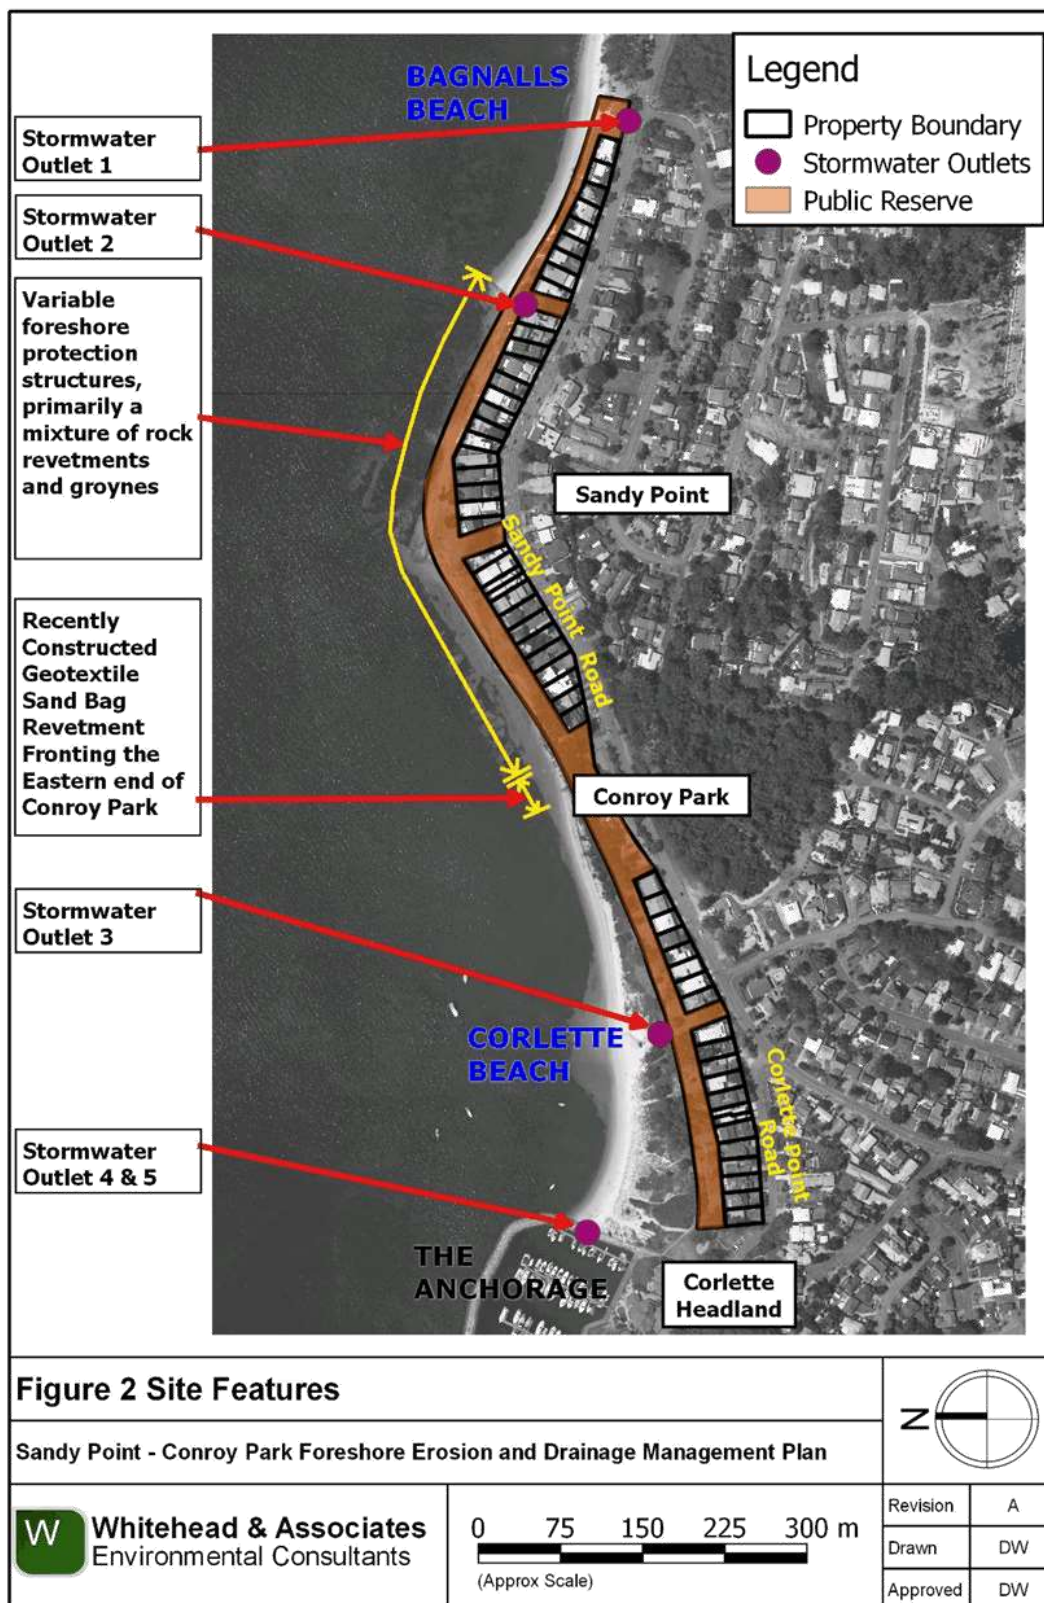 BAGNALLS
BEACH
Legend
Property Boundary
Stormwater Outlets
Public Reserve
Stormwater
Outlet 1
Stormwater
Outlet 2
Variable
foreshore
protection
structures,
primarily a
mixture of rock
revetments
and groynes
Sandy Point
Sandy Point Road
Recently
Constructed
Geotextile
Sand Bag
Revetment
Fronting the
Eastern end of
Conroy Park
Conroy Park
Stormwater
Outlet 3
CORLETTE
BEACH
Corlette Point
Road
Stormwater
Outlet 4 & 5
THE
ANCHORAGE
Corlette
Headland
Figure 2 Site Features
Sandy Point - Conroy Park Foreshore Erosion and Drainage Management Plan
N
W
Whitehead & Associates
Environmental Consultants
0 75 150 225 300 m
(Approx Scale)
Revision A
Drawn DW
Approved DW